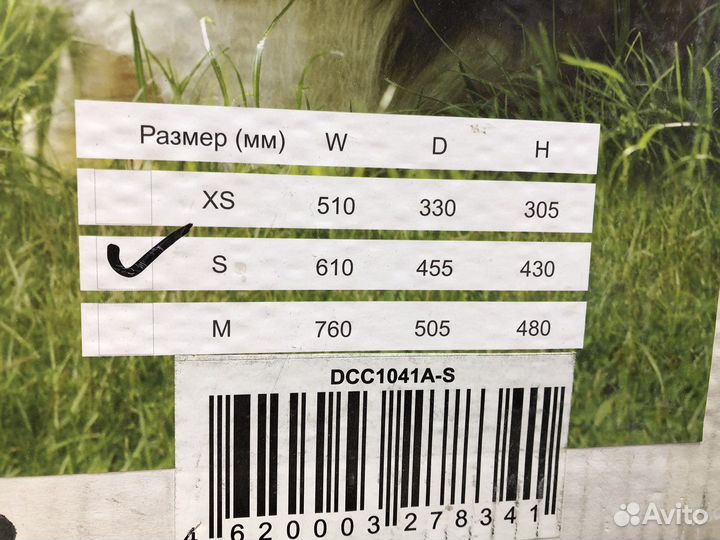 Размер (мм) W D H
XS 510 330 305
S 610 455 430
M 760 505 480
DCC1041A-S
4 620003 278341
Avito